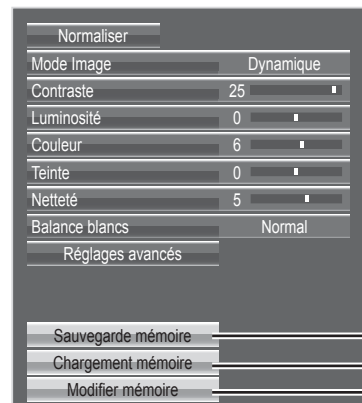 Normaliser
Mode Image Dynamique
Contraste 25
Luminosité 0
Couleur 6
Teinte 0
Netteté 5
Balance blancs Normal
Réglages avancés
Sauvegarde mémoire
Chargement mémoire
Modifier mémoire